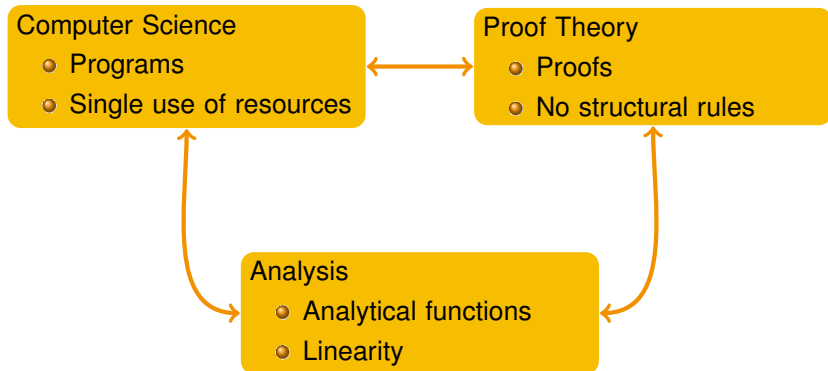 Computer Science
Programs
Single use of resources
Proof Theory
Proofs
No structural rules
Analysis
Analytical functions
Linearity